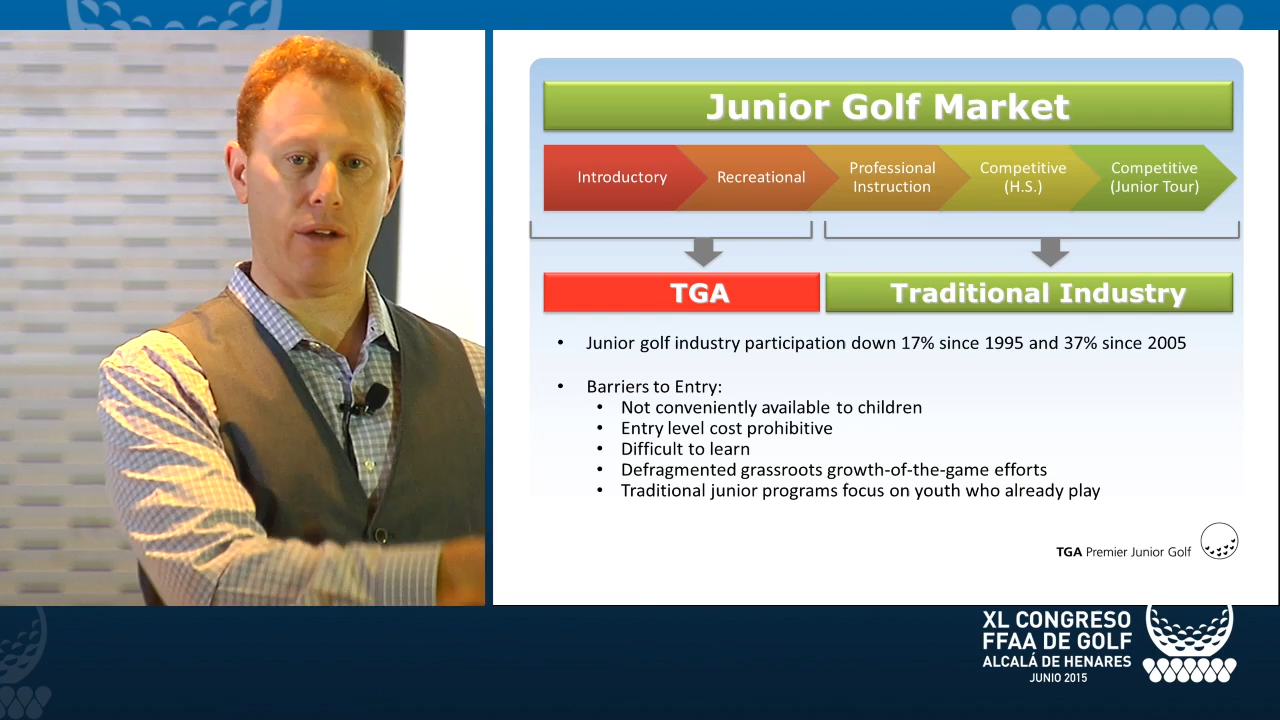 Junior Golf Market
Introductory
Recreational
Professional
Instruction
Competitive
(H.S.)
Competitive
(Junior Tour)
TGA
Traditional Industry
• Junior golf industry participation down 17% since 1995 and 37% since 2005
• Barriers to Entry:
• Not conveniently available to children
• Entry level cost prohibitive
• Difficult to learn
• Defragmented grassroots growth-of-the-game efforts
• Traditional junior programs focus on youth who already play
TGA Premier Junior Golf
XL CONGRESO
FFAA DE GOLF
ALCALÁ DE HENARES
JUNIO 2015